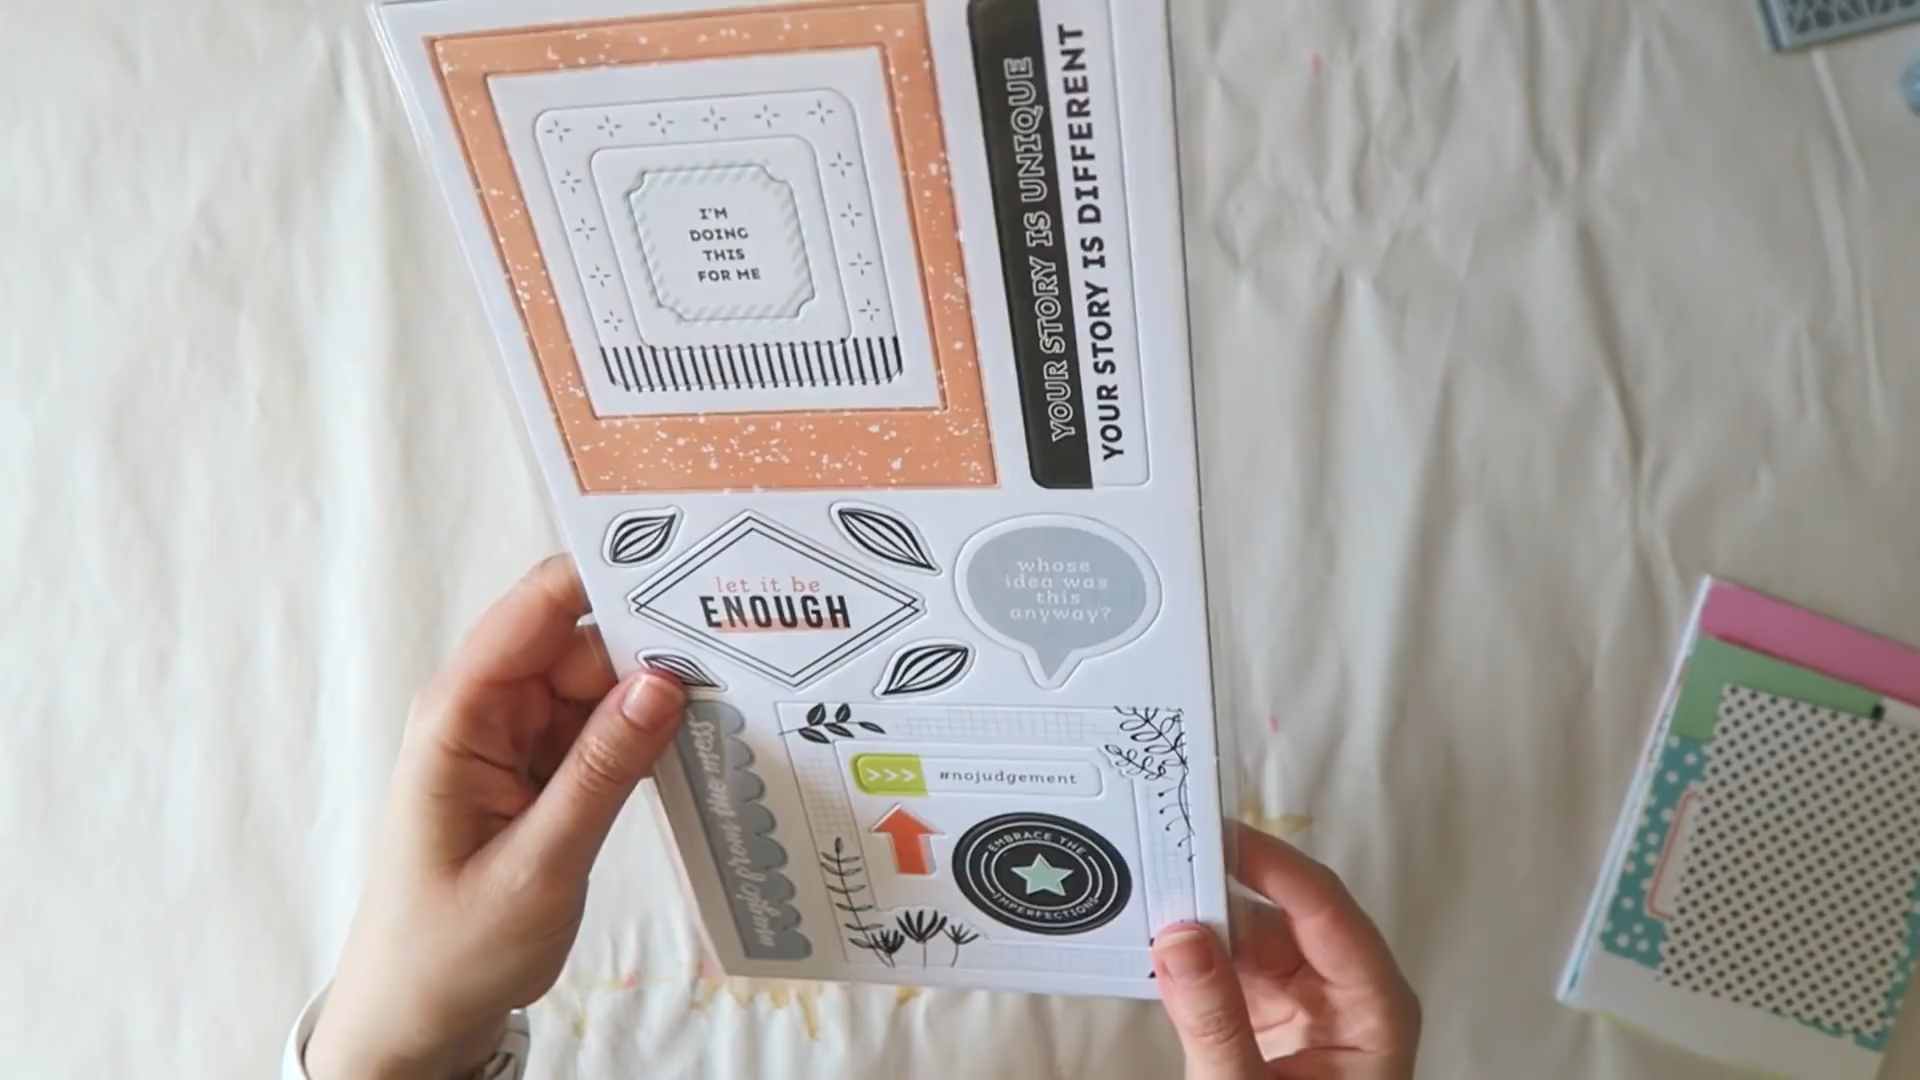 I'M
DOING
THIS
FOR ME
YOUR STORY IS UNIQUE
YOUR STORY IS DIFFERENT
let it be
ENOUGH
whose
idea was
this
anyway?
magic from the mess
#nojudgement
EMBRACE THE
IMPERFECTIONS